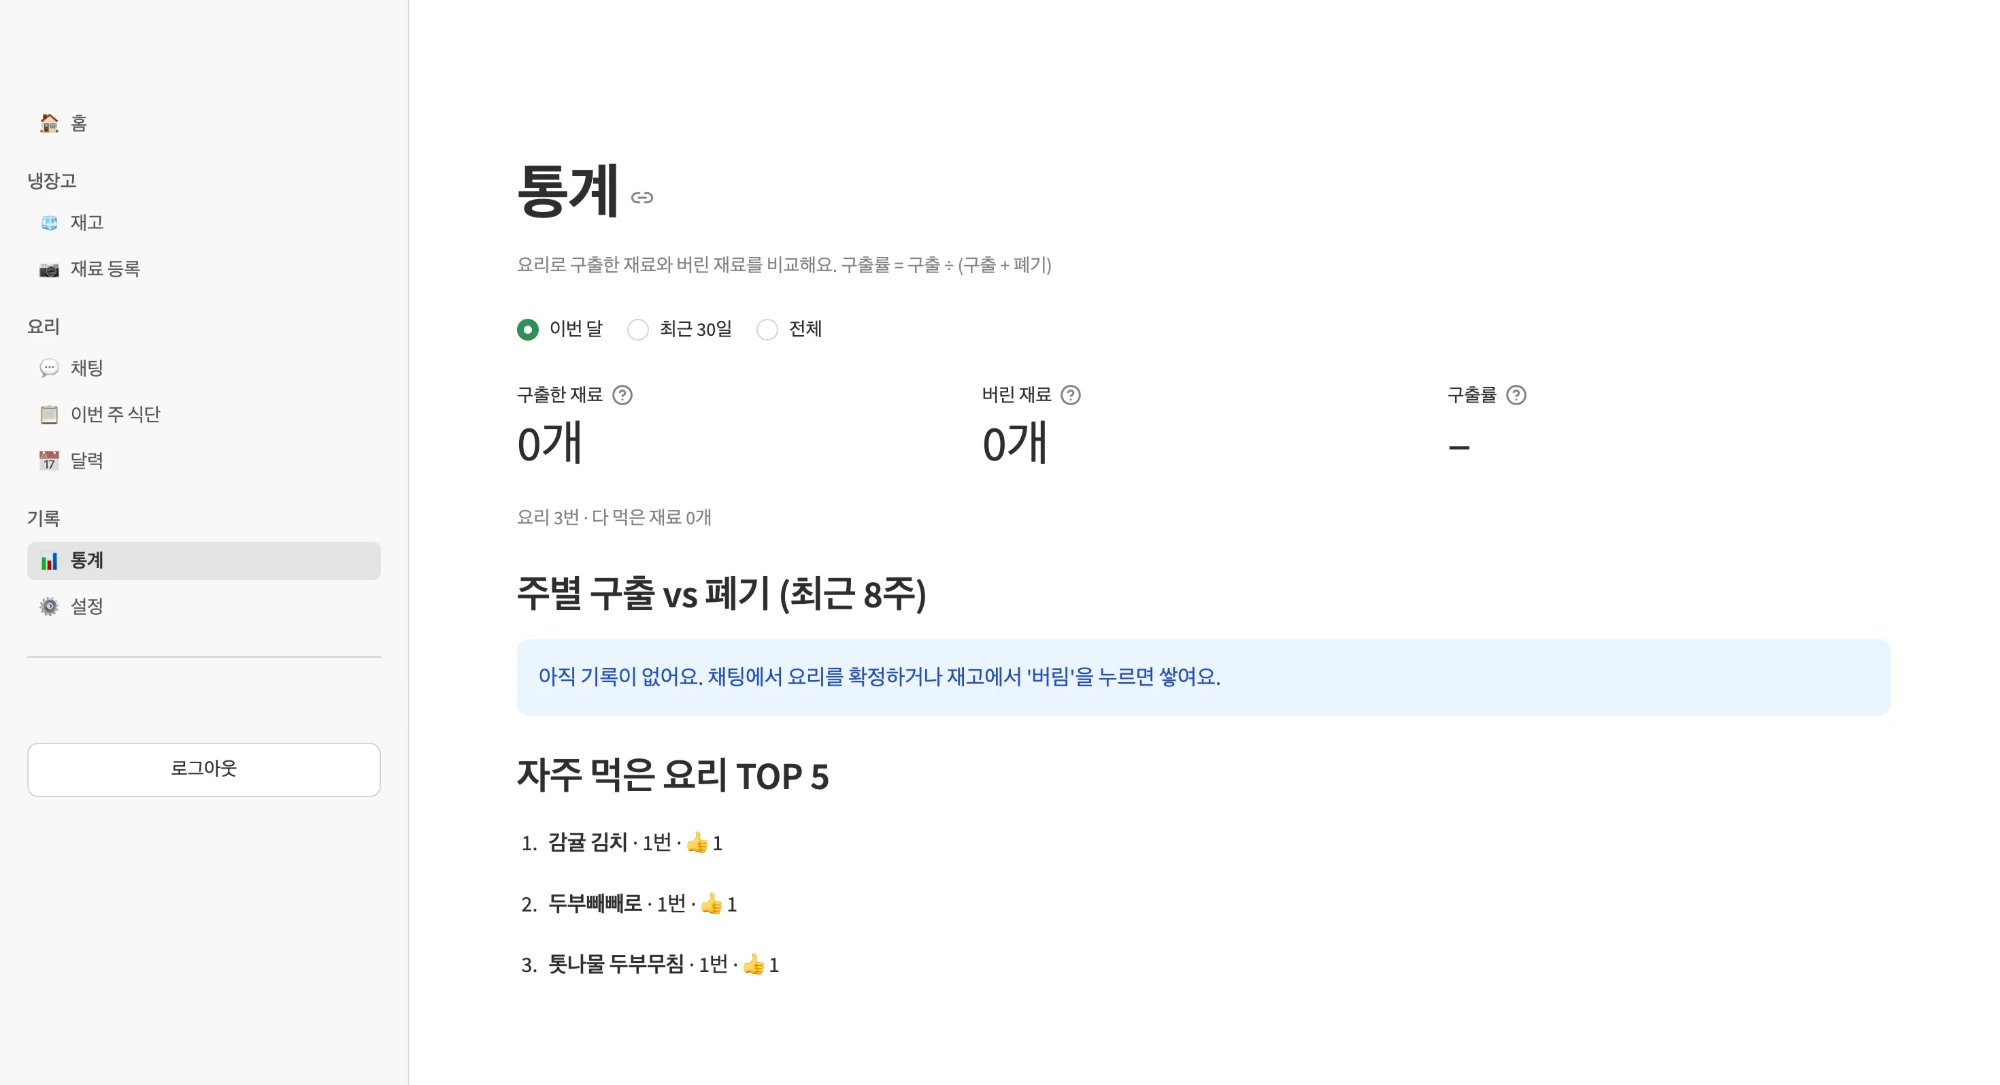 홈
냉장고
재고
재료 등록
요리
채팅
이번 주 식단
달력
기록
통계
설정
로그아웃
통계
요리로 구출한 재료와 버린 재료를 비교해요. 구출률 = 구출 ÷ (구출 + 폐기)
이번 달 최근 30일 전체
구출한 재료 버린 재료 구출률
0개 0개 –
요리 3번 · 다 먹은 재료 0개
주별 구출 vs 폐기 (최근 8주)
아직 기록이 없어요. 채팅에서 요리를 확정하거나 재고에서 '버림'을 누르면 쌓여요.
자주 먹은 요리 TOP 5
1. 감귤 김치 · 1번 · 👍 1
2. 두부빼빼로 · 1번 · 👍 1
3. 톳나물 두부무침 · 1번 · 👍 1